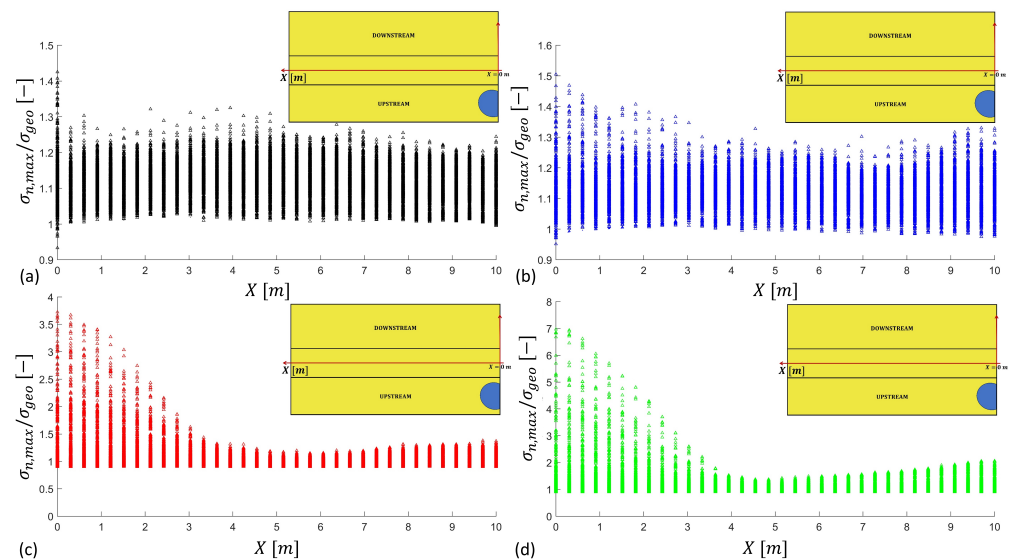 1.5
1.4
1.3
1.2
1.1
1
0.9
σn,max/σgeo [−]
0 1 2 3 4 5 6 7 8 9 10
X [m]
(a)
DOWNSTREAM
X [m]
X = 0 m
UPSTREAM
1.6
1.5
1.4
1.3
1.2
1.1
1
0.9
σn,max/σgeo [−]
0 1 2 3 4 5 6 7 8 9 10
X [m]
(b)
DOWNSTREAM
X [m]
X = 0 m
UPSTREAM
4
3.5
3
2.5
2
1.5
1
0.5
0
σn,max/σgeo [−]
0 1 2 3 4 5 6 7 8 9 10
X [m]
(c)
DOWNSTREAM
X [m]
X = 0 m
UPSTREAM
8
7
6
5
4
3
2
1
0
σn,max/σgeo [−]
0 1 2 3 4 5 6 7 8 9 10
X [m]
(d)
DOWNSTREAM
X [m]
X = 0 m
UPSTREAM